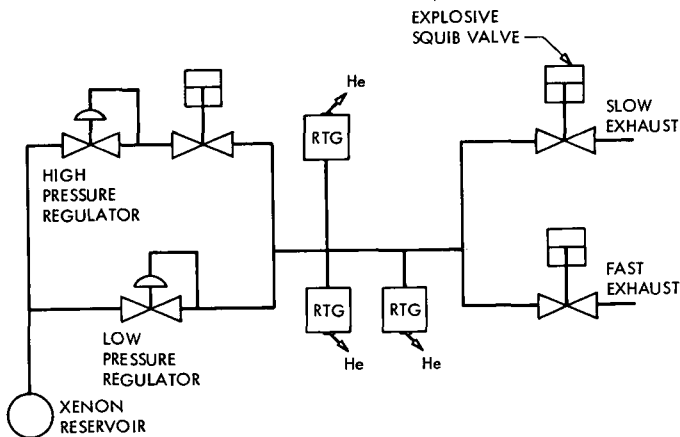 EXPLOSIVE
SQUIB VALVE
He
SLOW
EXHAUST
RTG
HIGH
PRESSURE
REGULATOR
FAST
EXHAUST
RTG
RTG
LOW
PRESSURE
REGULATOR
He
He
XENON
RESERVOIR